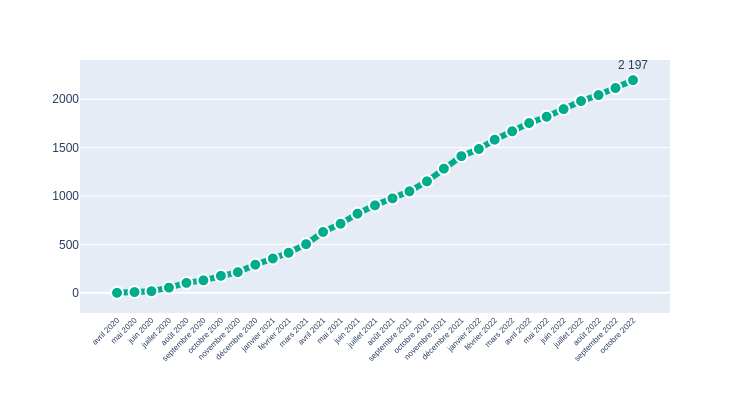 2 197
2000
1500
1000
500
0
avril 2020
mai 2020
juin 2020
juillet 2020
août 2020
septembre 2020
octobre 2020
novembre 2020
décembre 2020
janvier 2021
février 2021
mars 2021
avril 2021
mai 2021
juin 2021
juillet 2021
août 2021
septembre 2021
octobre 2021
novembre 2021
décembre 2021
janvier 2022
février 2022
mars 2022
avril 2022
mai 2022
juin 2022
juillet 2022
août 2022
septembre 2022
octobre 2022